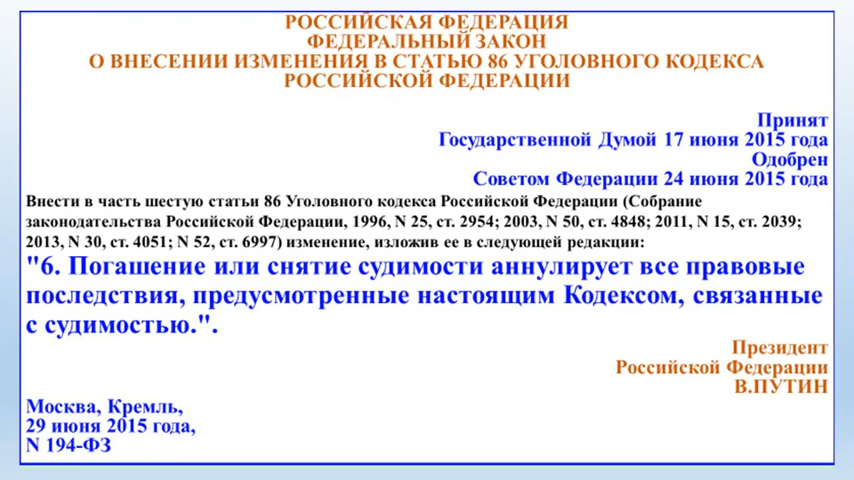 РОССИЙСКАЯ ФЕДЕРАЦИЯ
ФЕДЕРАЛЬНЫЙ ЗАКОН
О ВНЕСЕНИИ ИЗМЕНЕНИЯ В СТАТЬЮ 86 УГОЛОВНОГО КОДЕКСА
РОССИЙСКОЙ ФЕДЕРАЦИИ
Принят
Государственной Думой 17 июня 2015 года
Одобрен
Советом Федерации 24 июня 2015 года
Внести в часть шестую статьи 86 Уголовного кодекса Российской Федерации (Собрание
законодательства Российской Федерации, 1996, N 25, ст. 2954; 2003, N 50, ст. 4848; 2011, N 15, ст. 2039;
2013, N 30, ст. 4051; N 52, ст. 6997) изменение, изложив ее в следующей редакции:
"6. Погашение или снятие судимости аннулирует все правовые
последствия, предусмотренные настоящим Кодексом, связанные
с судимостью.".
Президент
Российской Федерации
В.ПУТИН
Москва, Кремль,
29 июня 2015 года,
N 194-ФЗ